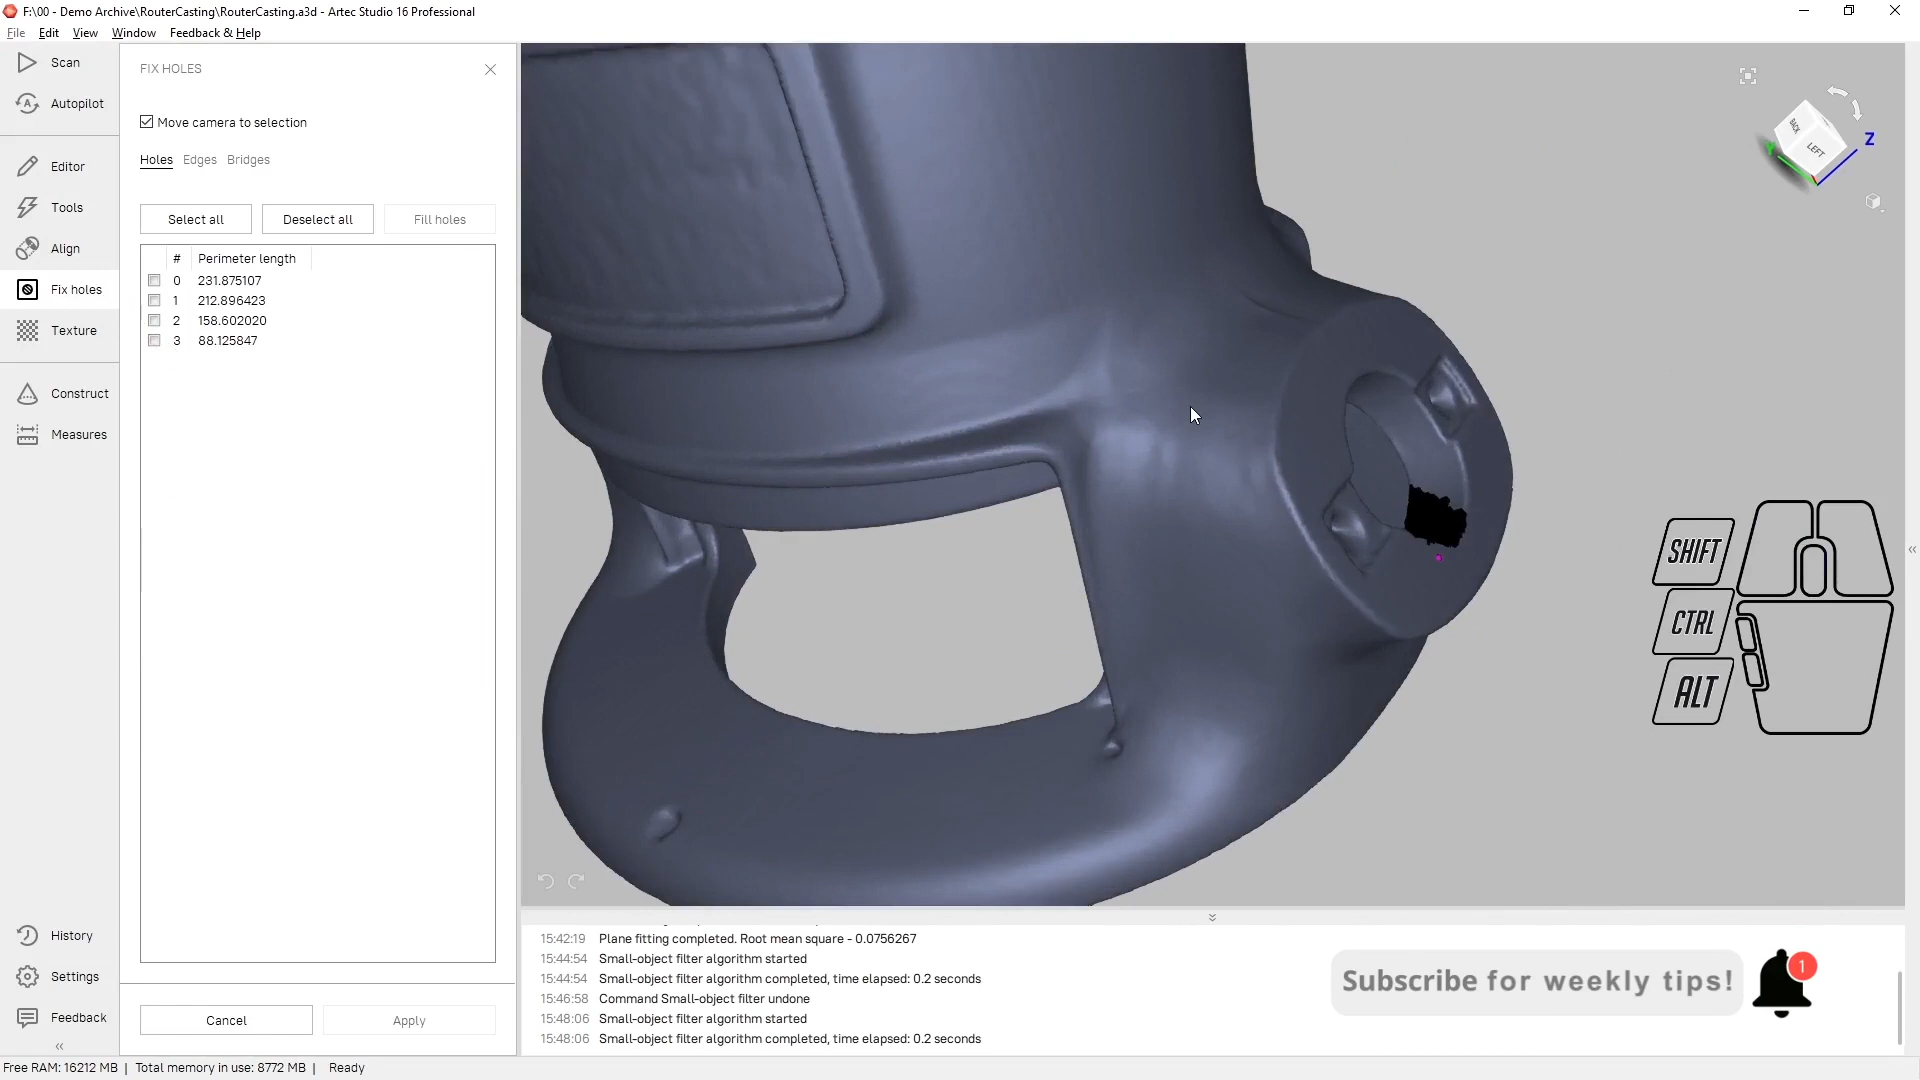 F:\00 - Demo Archive\RouterCasting\RouterCasting.a3d - Artec Studio 16 Professional
File Edit View Window Feedback & Help
Scan
Autopilot
Editor
Tools
Align
Fix holes
Texture
Construct
Measures
History
Settings
Feedback
FIX HOLES
Move camera to selection
Holes Edges Bridges
Select all Deselect all Fill holes
# Perimeter length
0 231.875107
1 212.896423
2 158.602020
3 88.125847
Cancel Apply
BACK
LEFT
Z
Y
SHIFT
CTRL
ALT
15:42:19 Plane fitting completed. Root mean square - 0.0756267
15:44:54 Small-object filter algorithm started
15:44:54 Small-object filter algorithm completed, time elapsed: 0.2 seconds
15:46:58 Command Small-object filter undone
15:48:06 Small-object filter algorithm started
15:48:06 Small-object filter algorithm completed, time elapsed: 0.2 seconds
Subscribe for weekly tips!
1
Free RAM: 16212 MB | Total memory in use: 8772 MB | Ready